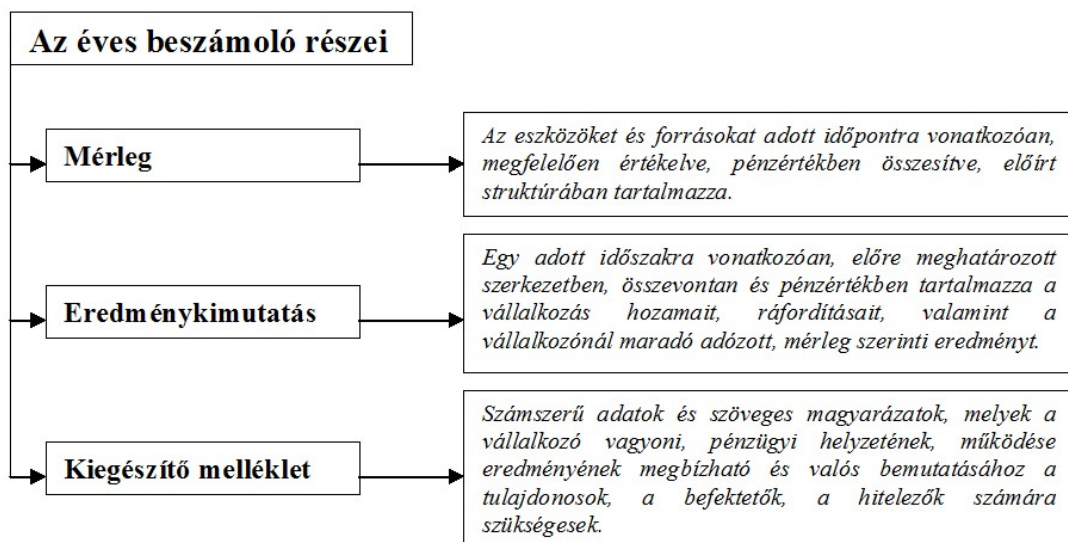 Az éves beszámoló részei
Mérleg
Az eszközöket és forrásokat adott időpontra vonatkozóan,
megfelelően értékelve, pénzértékben összesítve, előírt
struktúrában tartalmazza.
Eredménykimutatás
Egy adott időszakra vonatkozóan, előre meghatározott
szerkezetben, összevontan és pénzértékben tartalmazza a
vállalkozás hozamait, ráfordításait, valamint a
vállalkozónál maradó adózott, mérleg szerinti eredményt.
Kiegészítő melléklet
Számszerű adatok és szöveges magyarázatok, melyek a
vállalkozó vagyoni, pénzügyi helyzetének, működése
eredményének megbízható és valós bemutatásához a
tulajdonosok, a befektetők, a hitelezők számára
szükségesek.